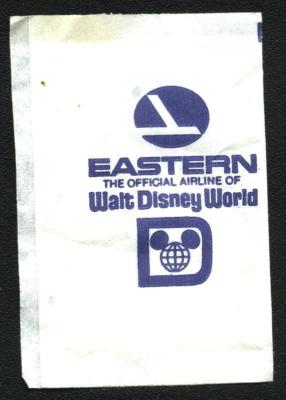 EASTERN
THE OFFICIAL AIRLINE OF
Walt Disney World
D